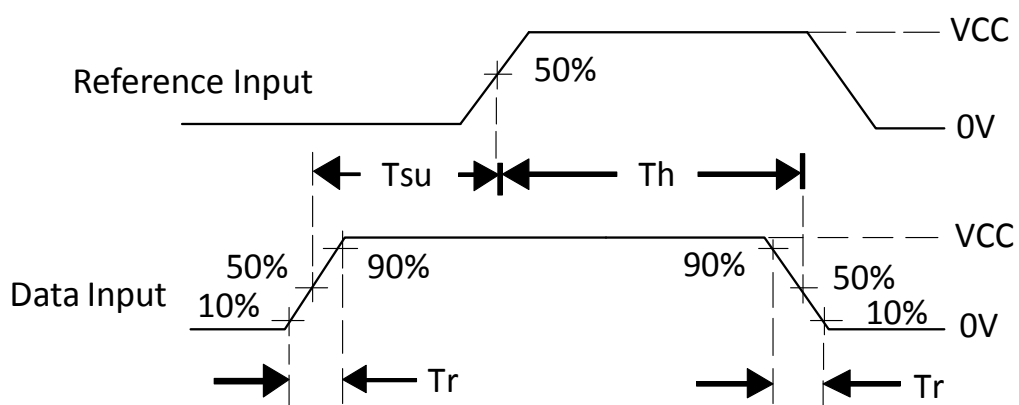 VCC
50%
Reference Input
0V
Tsu
Th
VCC
50%
90%
90%
50%
Data Input
10%
10%
0V
Tr
Tr